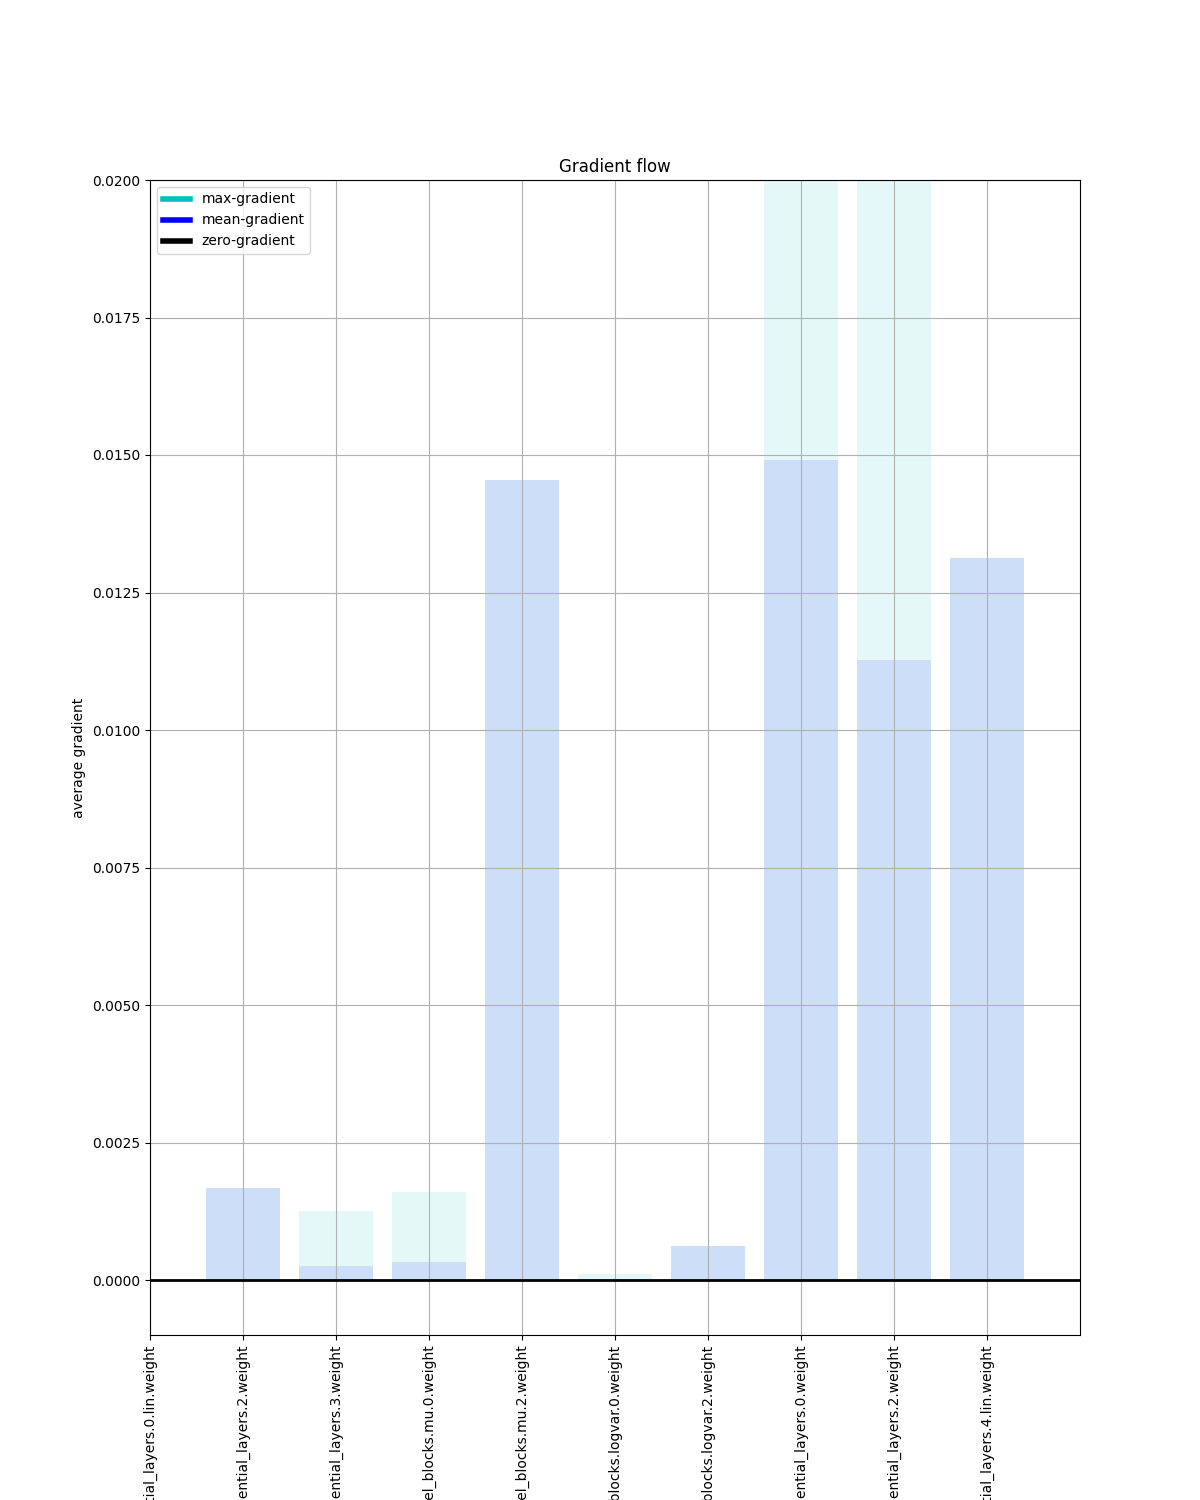 Gradient flow
max-gradient
mean-gradient
zero-gradient
0.0200
0.0175
0.0150
0.0125
0.0100
0.0075
0.0050
0.0025
0.0000
average gradient
tial_layers.0.lin.weight
ential_layers.2.weight
ential_layers.3.weight
el_blocks.mu.0.weight
el_blocks.mu.2.weight
blocks.logvar.0.weight
blocks.logvar.2.weight
ential_layers.0.weight
ential_layers.2.weight
tial_layers.4.lin.weight